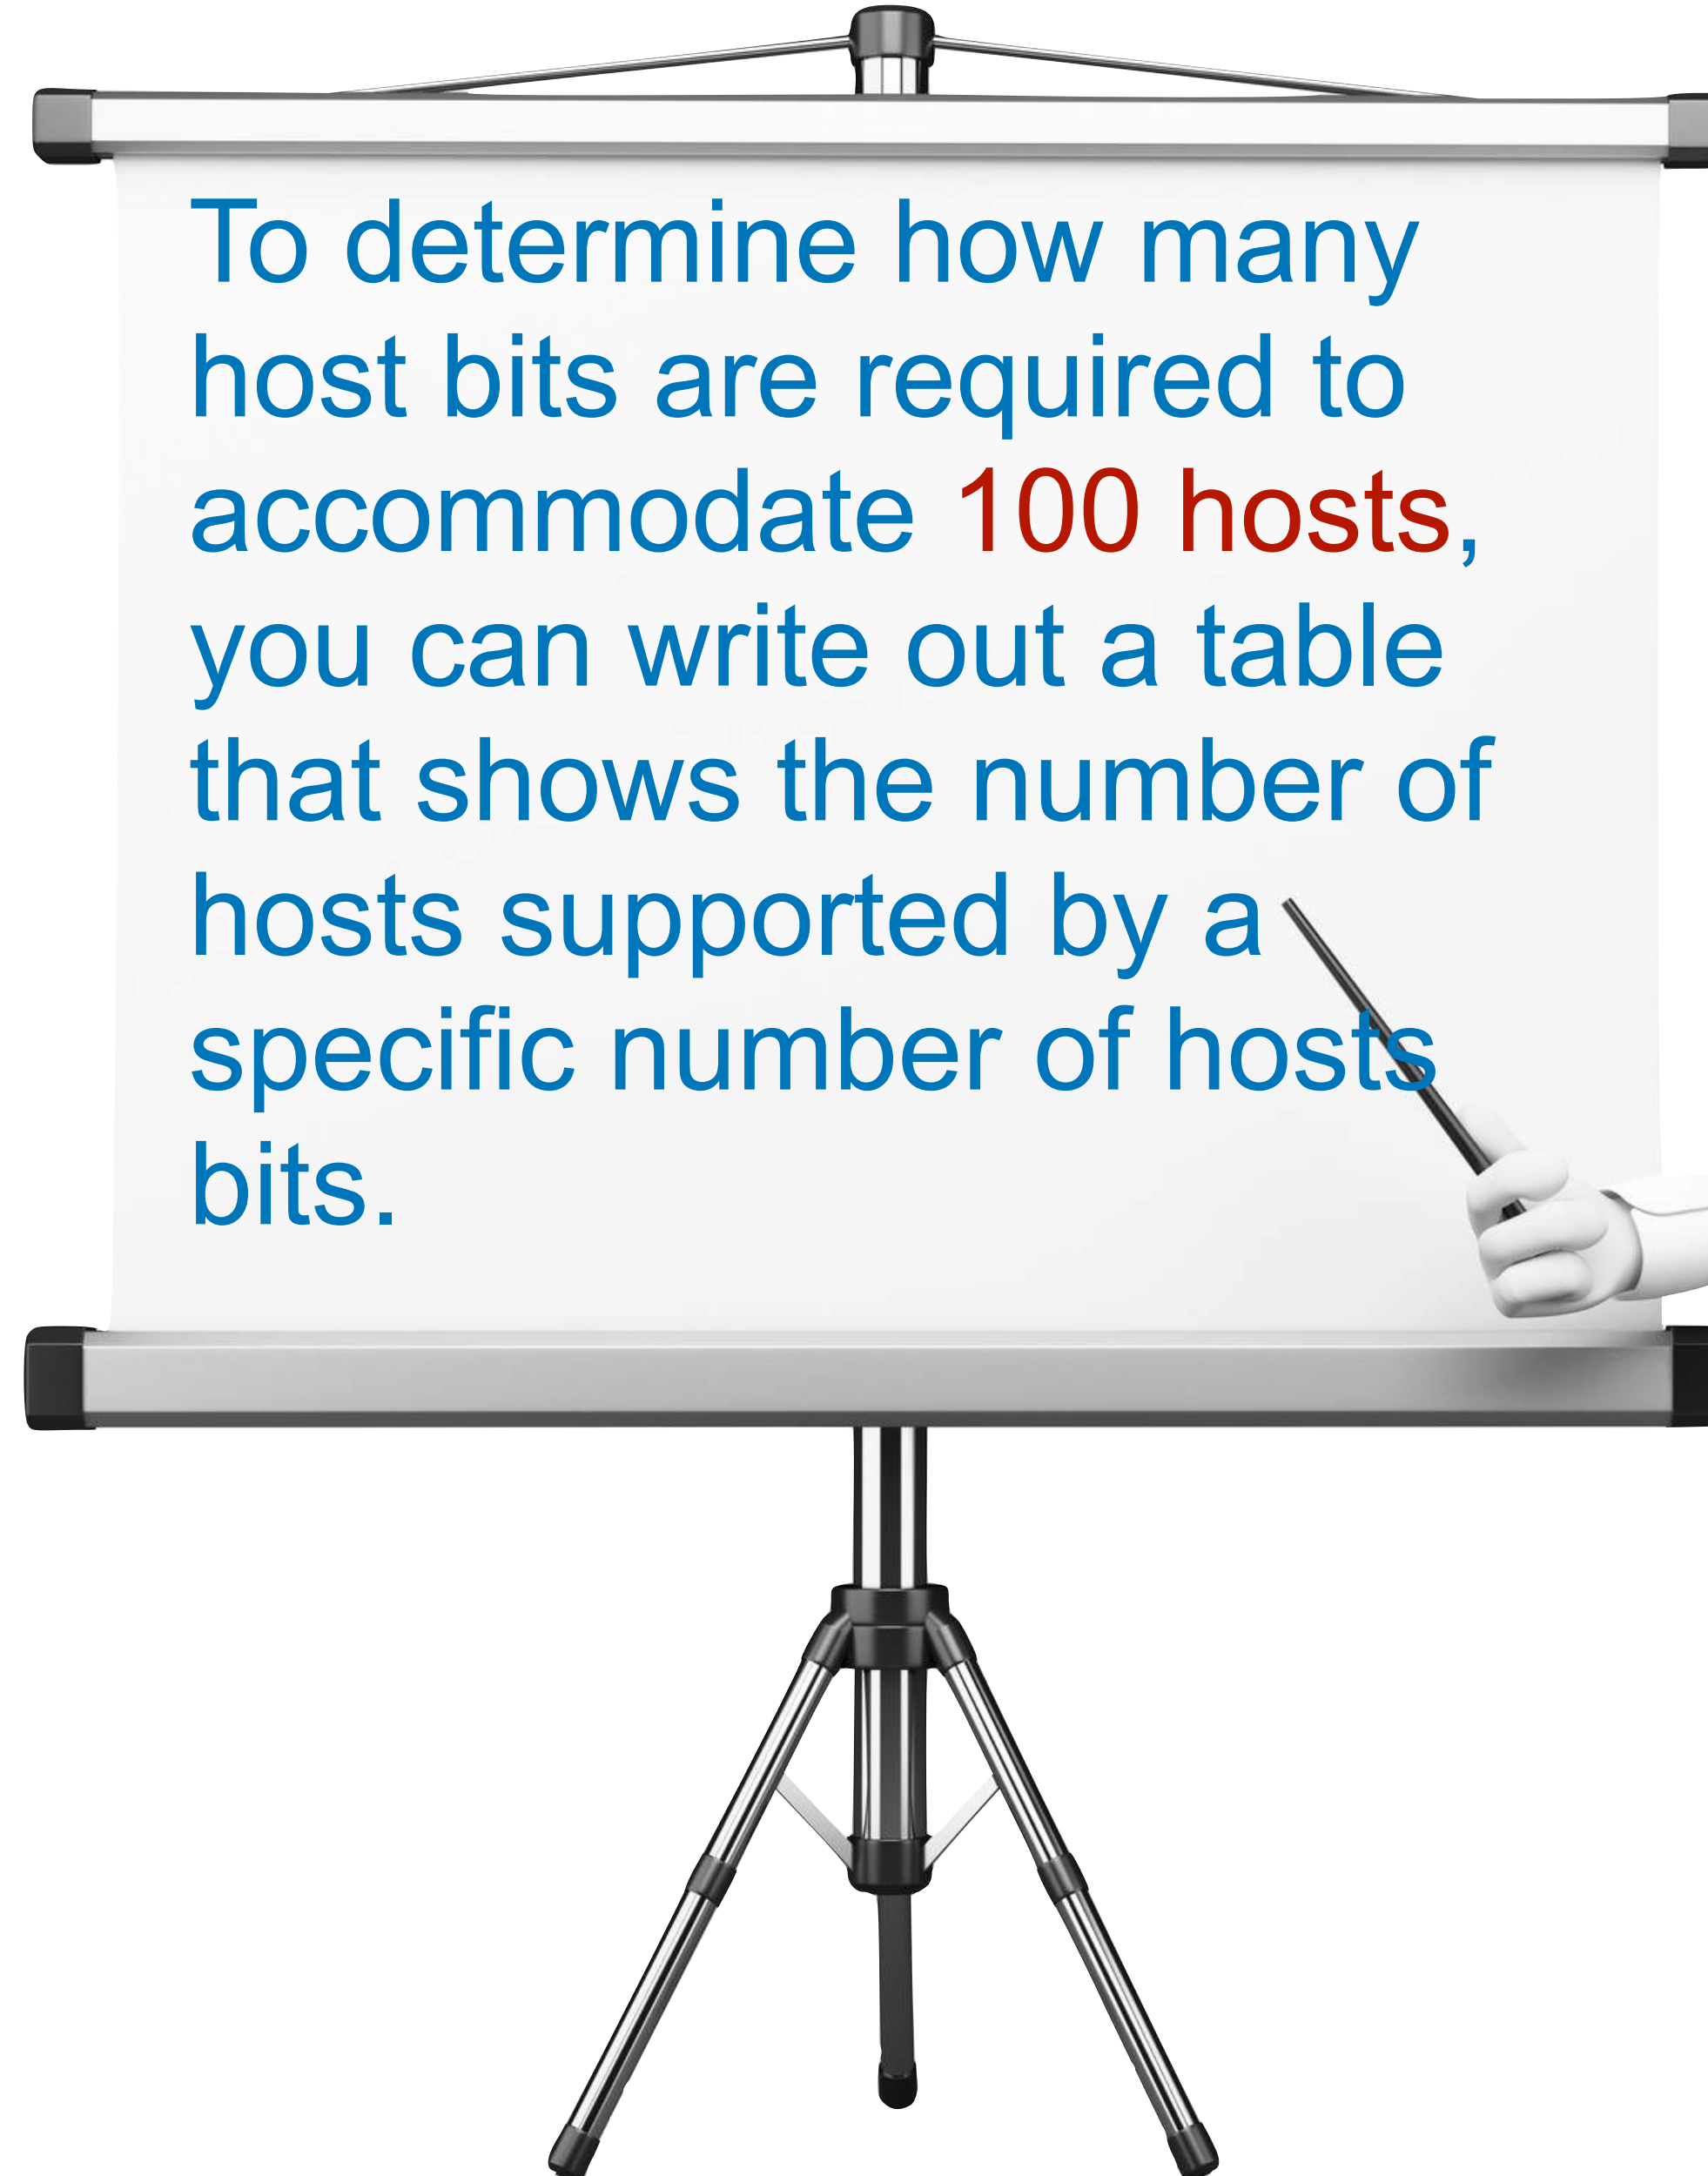 To determine how many
host bits are required to
accommodate 100 hosts,
you can write out a table
that shows the number of
hosts supported by a
specific number of hosts
bits.